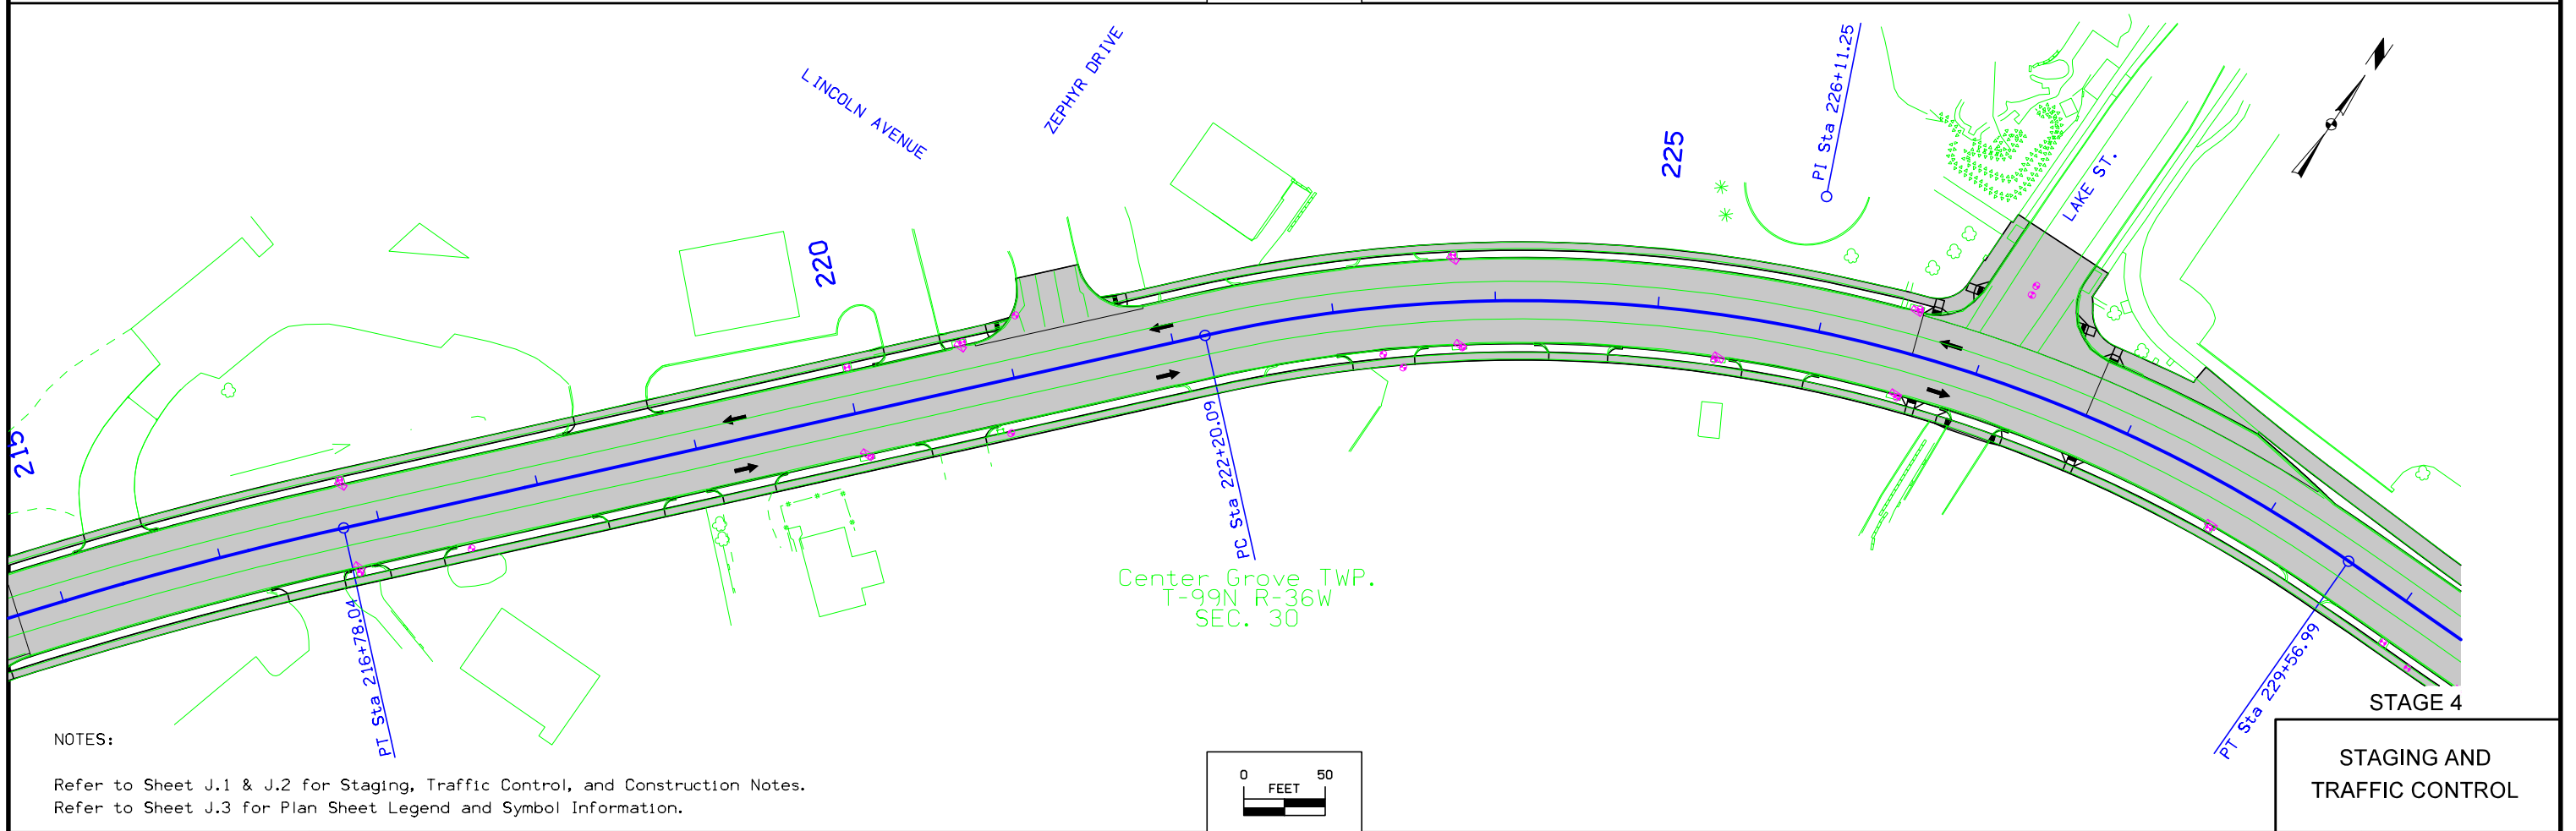 LINCOLN AVENUE
ZEPHYR DRIVE
225
PI Sta 226+11.25
LAKE ST.
220
215
PC Sta 222+20.09
Center Grove TWP.
T-99N R-36W
SEC. 30
PT Sta 216+78.04
PT Sta 229+56.99
STAGE 4
NOTES:
Refer to Sheet J.1 & J.2 for Staging, Traffic Control, and Construction Notes.
Refer to Sheet J.3 for Plan Sheet Legend and Symbol Information.
0 50
FEET
STAGING AND
TRAFFIC CONTROL